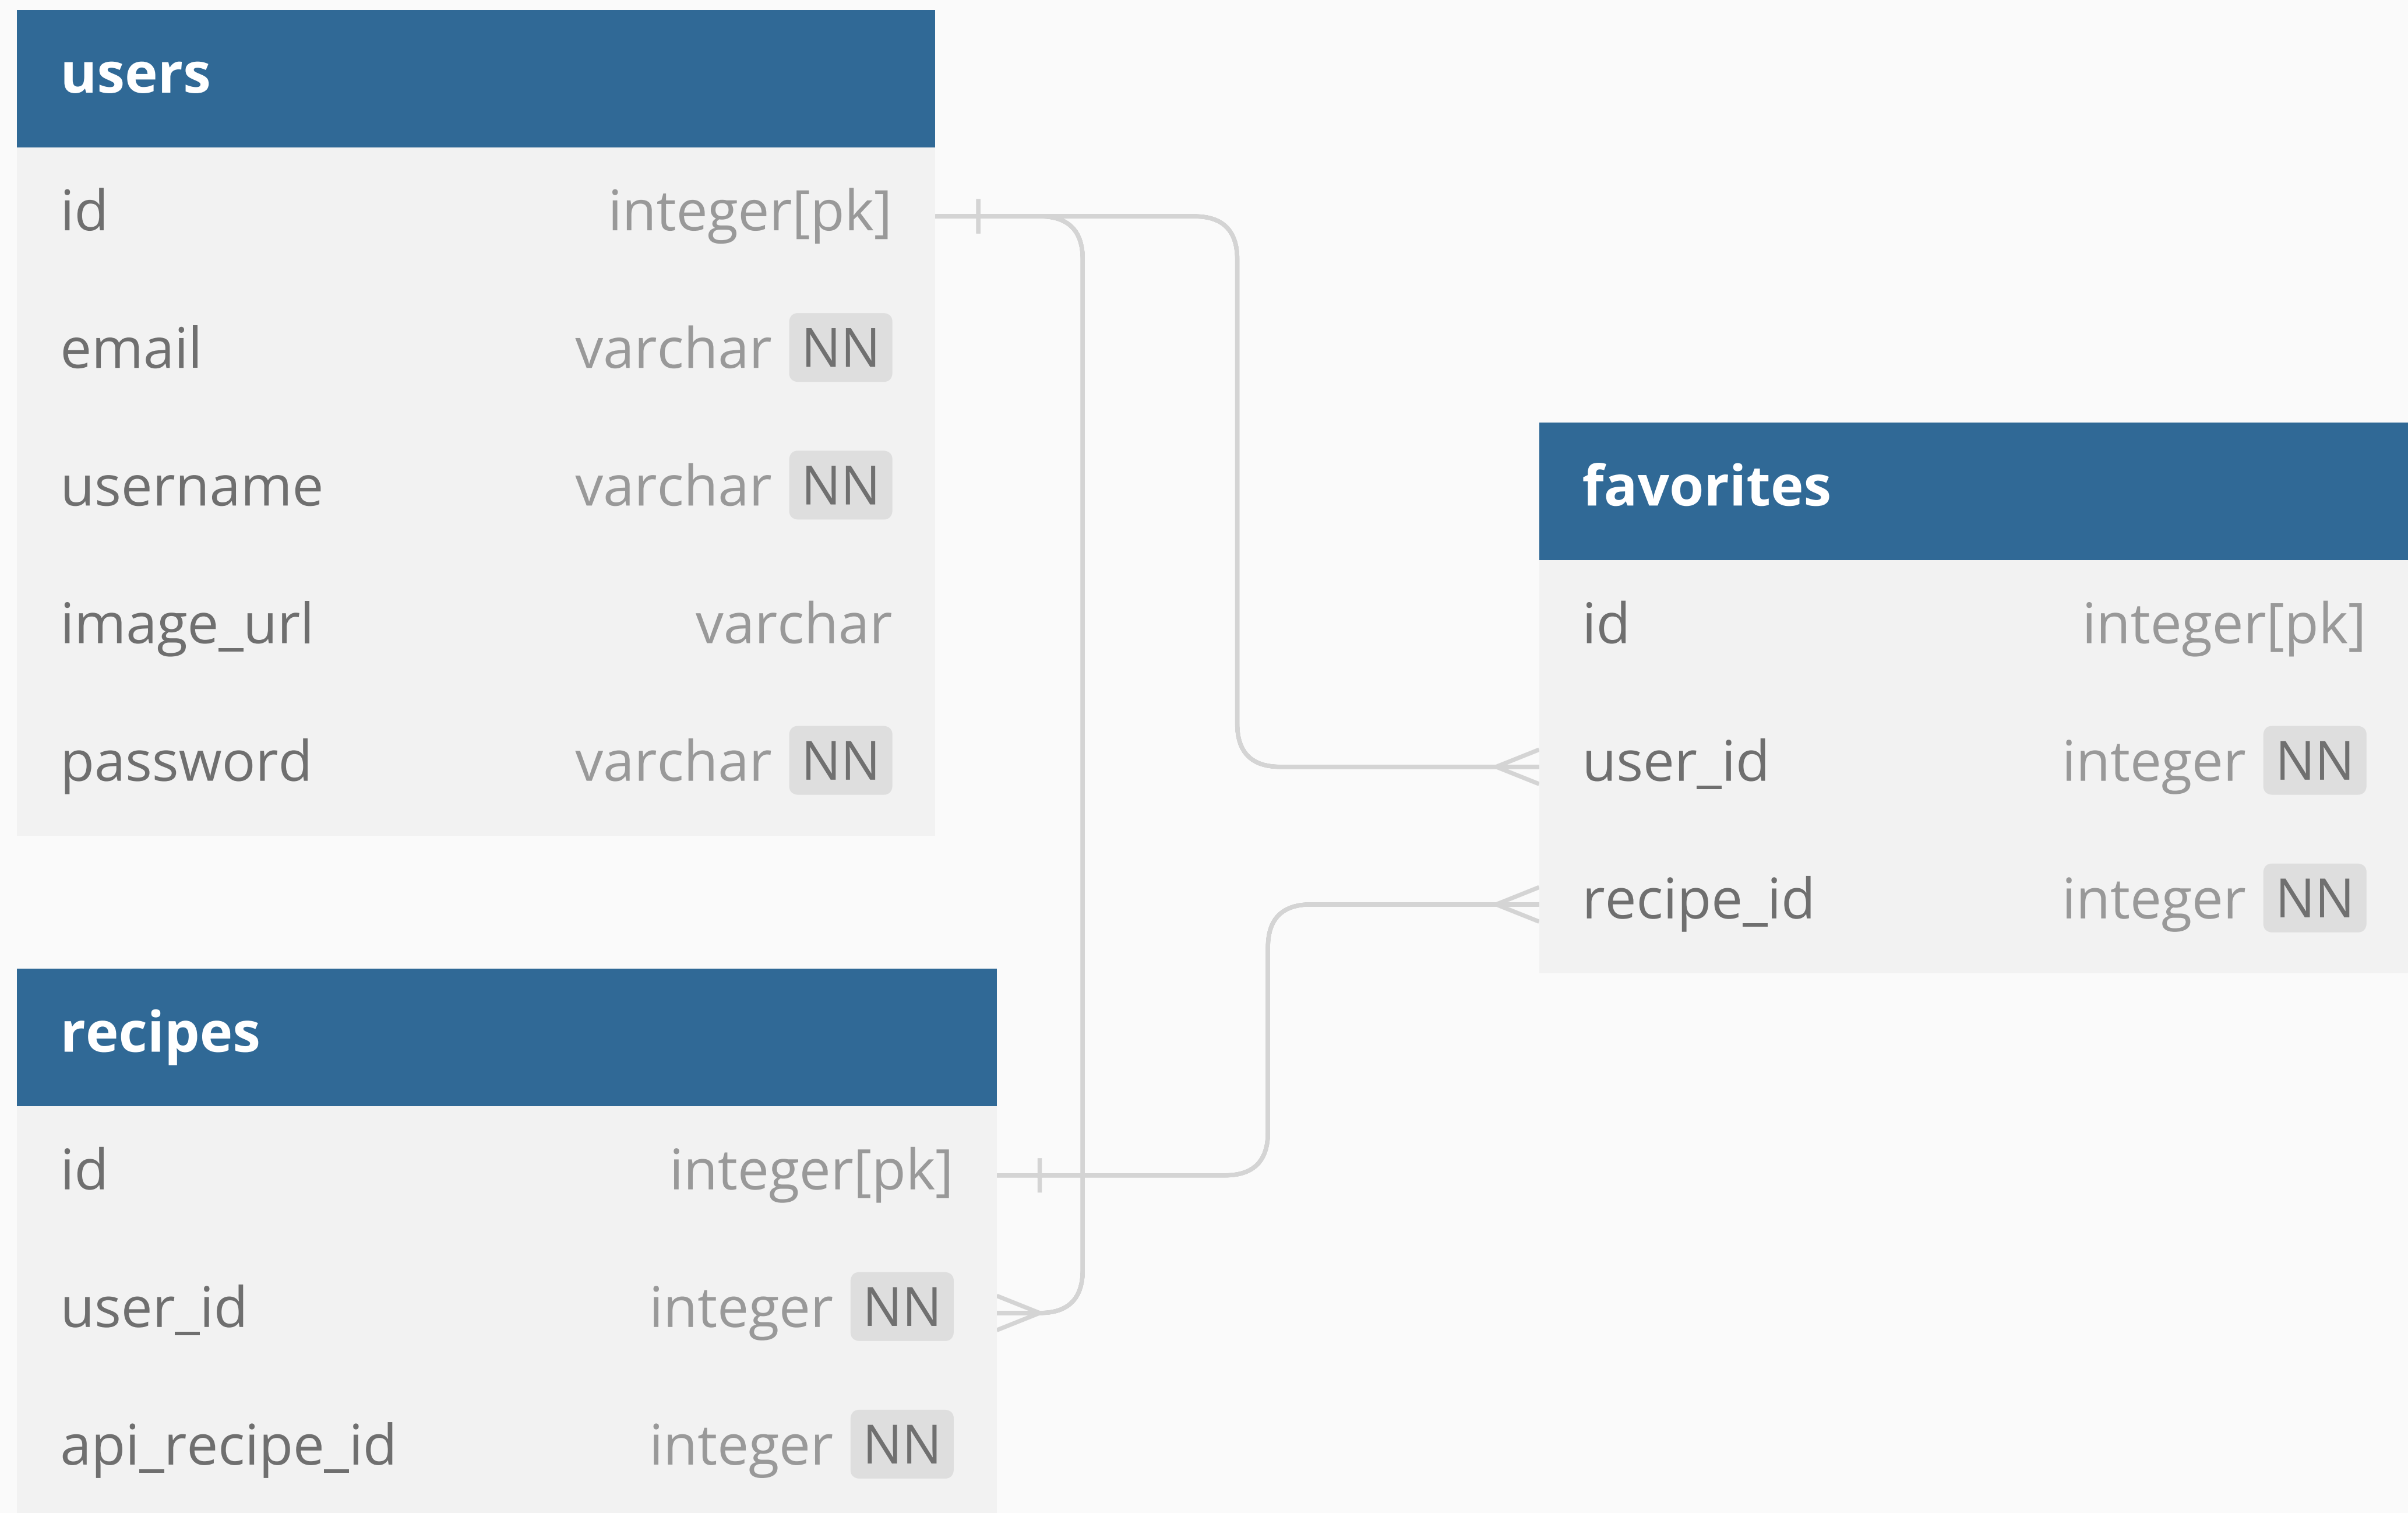 users
id integer[pk]
email varchar NN
username varchar NN
image_url varchar
password varchar NN
favorites
id integer[pk]
user_id integer NN
recipe_id integer NN
recipes
id integer[pk]
user_id integer NN
api_recipe_id integer NN